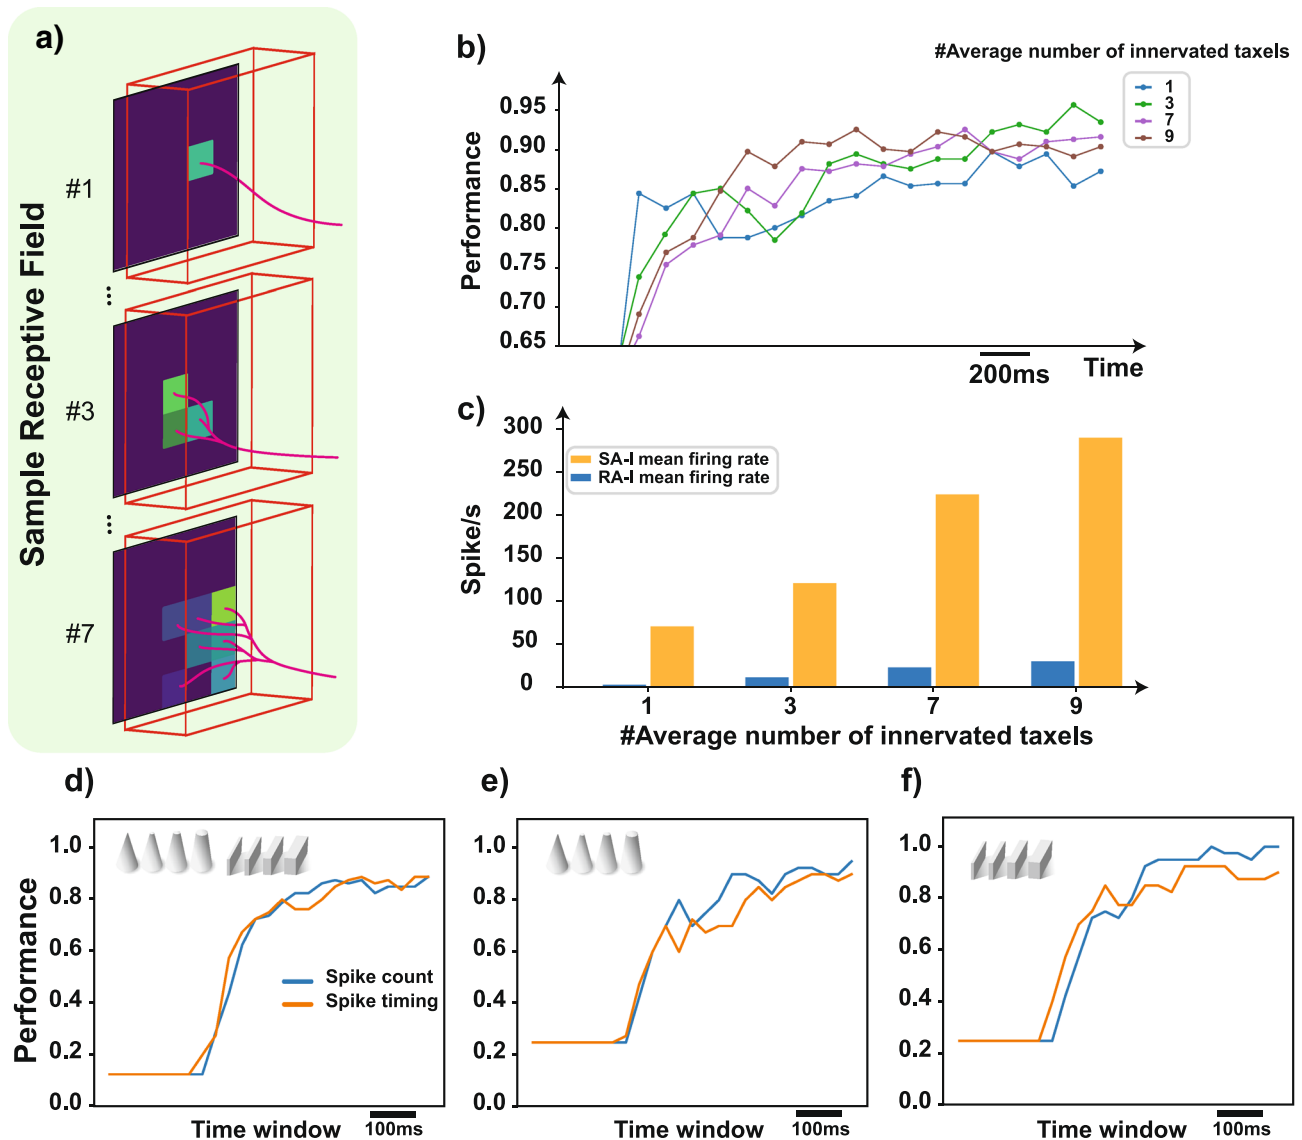 a)
Sample Receptive Field
#1
...
#3
...
#7
b)
#Average number of innervated taxels
1
3
7
9
Performance
0.95
0.90
0.85
0.80
0.75
0.70
0.65
200ms
Time
c)
SA-I mean firing rate
RA-I mean firing rate
Spike/s
300
250
200
150
100
50
0
1 3 7 9
#Average number of innervated taxels
d)
Performance
1.0
0.8
0.6
0.4
0.2
0.0
Spike count
Spike timing
Time window
100ms
e)
1.0
0.8
0.6
0.4
0.2
0.0
Time window
100ms
f)
1.0
0.8
0.6
0.4
0.2
0.0
Time window
100ms